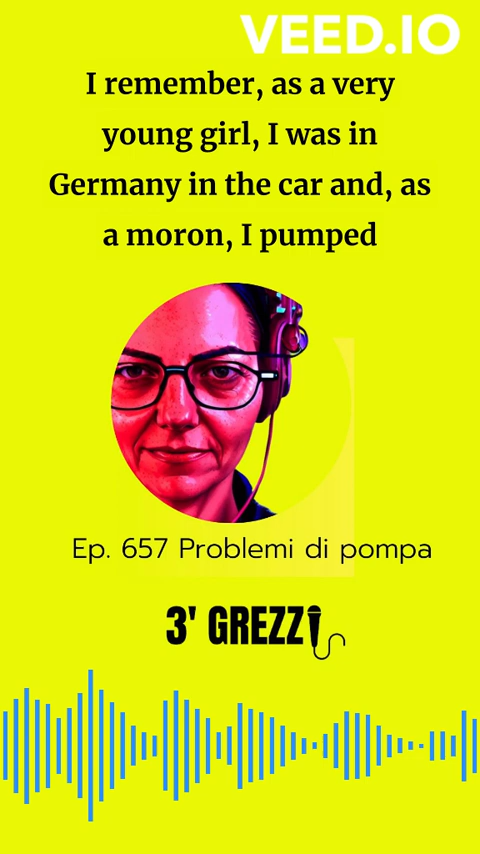 VEED.IO
I remember, as a very
young girl, I was in
Germany in the car and, as
a moron, I pumped
Ep. 657 Problemi di pompa
3' GREZZI